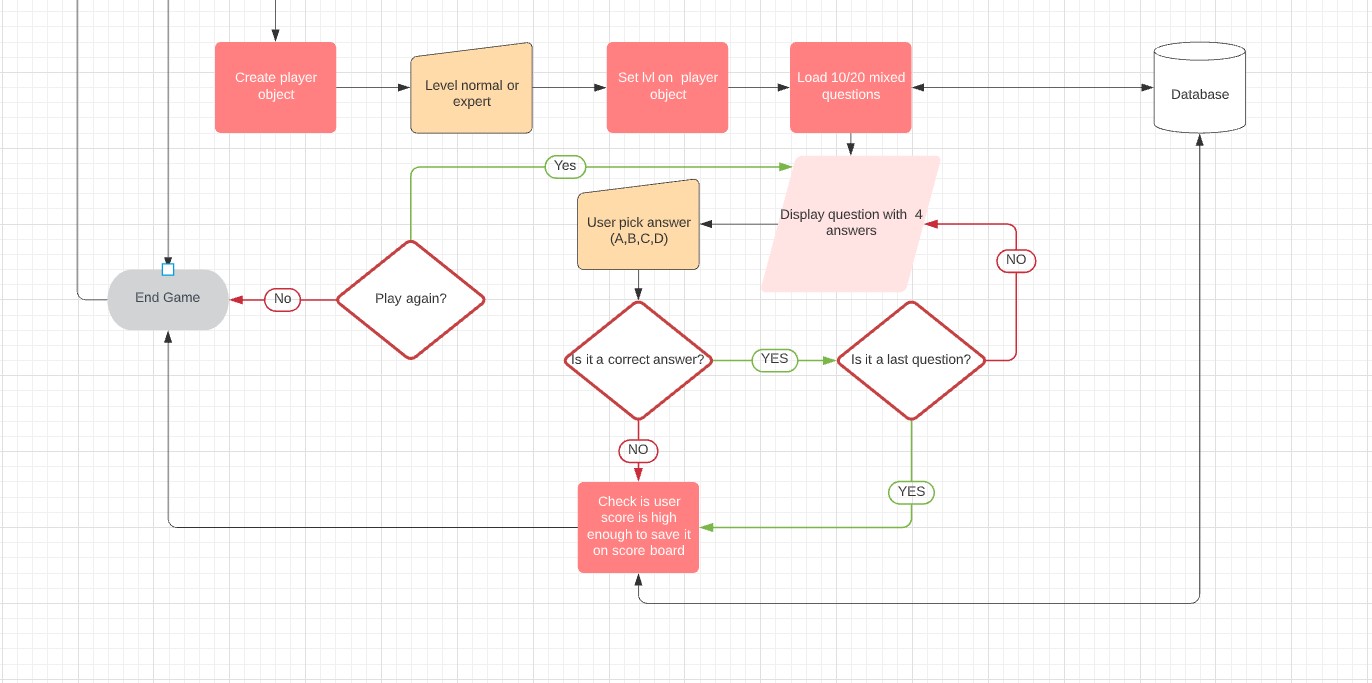 Create player
object
Level normal or
expert
Set lvl on  player
object
Load 10/20 mixed
questions
Database
Yes
User pick answer
(A,B,C,D)
Display question with  4
answers
NO
End Game
No
Play again?
Is it a correct answer?
YES
Is it a last question?
NO
YES
Check is user
score is high
enough to save it
on score board